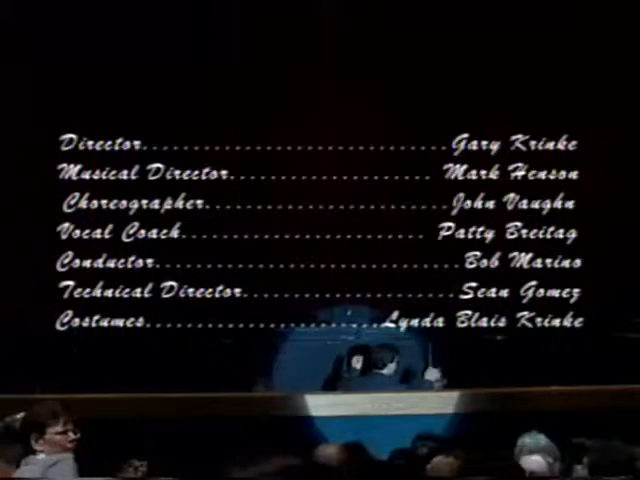 Director.............................Gary Krinke
Musical Director.................... Mark Henson
Choreographer........................John Vaughn
Vocal Coach........................ Patty Breitag
Conductor..............................Bob Marino
Technical Director.....................Sean Gomez
Costumes.......................Lynda Blais Krinke